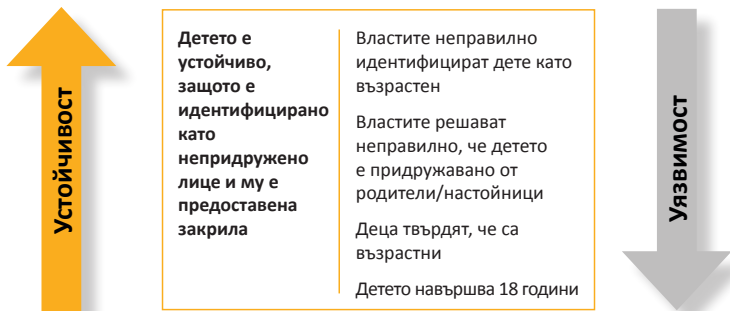 Устойчивост
Детето е
устойчиво,
защото е
идентифицирано
като
непридружено
лице и му е
предоставена
закрила
Властите неправилно
идентифицират дете като
възрастен
Властите решават
неправилно, че детето
е придружавано от
родители/настойници
Деца твърдят, че са
възрастни
Детето навършва 18 години
Уязвимост